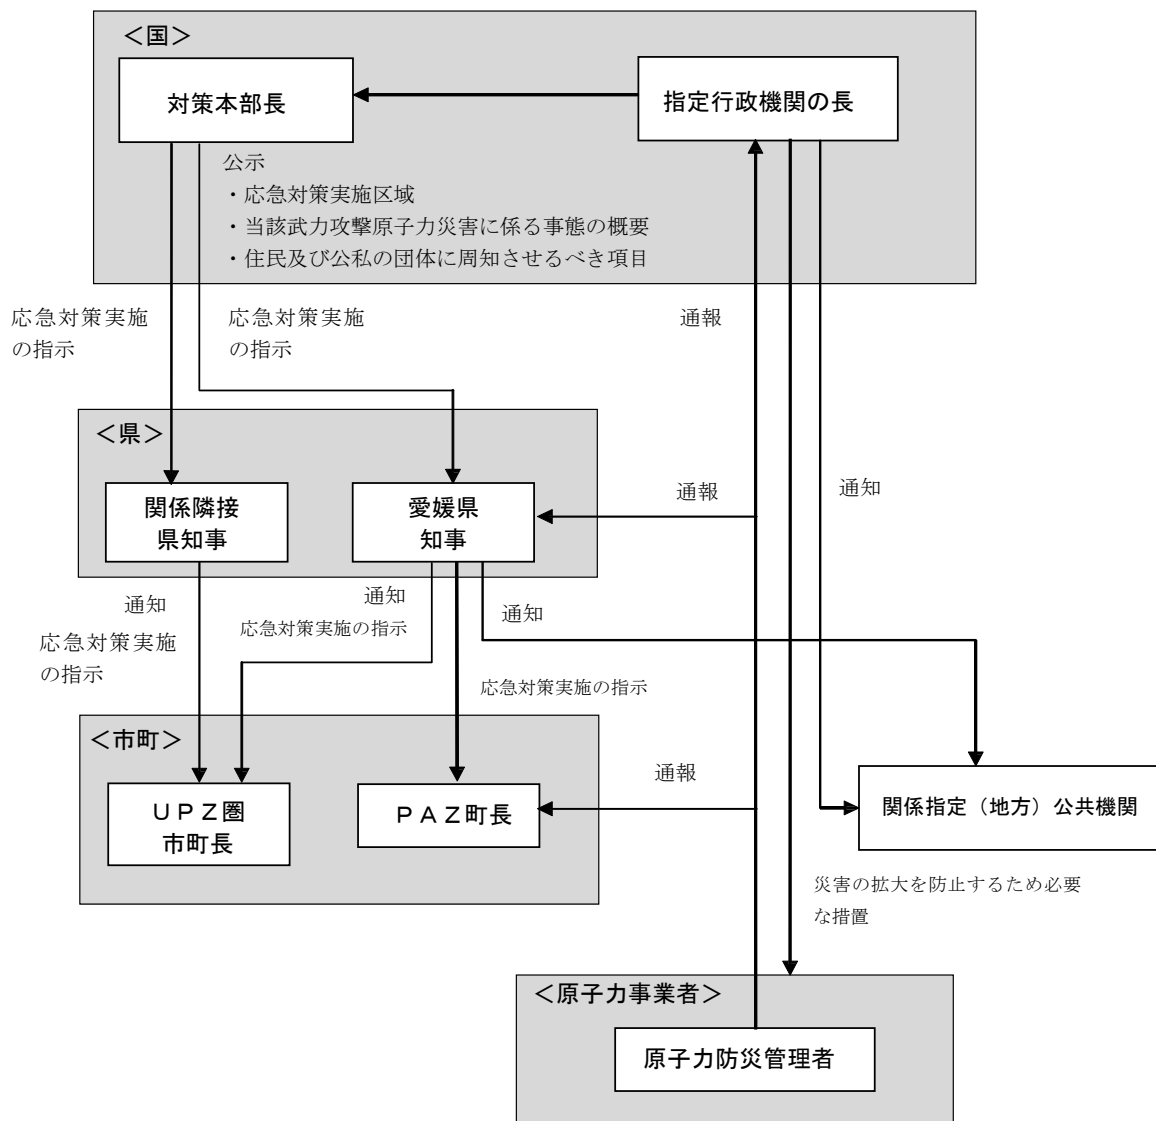 ＜国＞
対策本部長
指定行政機関の長
公示
・応急対策実施区域
・当該武力攻撃原子力災害に係る事態の概要
・住民及び公私の団体に周知させるべき項目
応急対策実施
の指示
応急対策実施
の指示
通報
＜県＞
関係隣接
県知事
愛媛県
知事
通報
通知
通知
応急対策実施
の指示
通知
応急対策実施の指示
通知
応急対策実施の指示
＜市町＞
ＵＰＺ圏
市町長
ＰＡＺ町長
通報
関係指定（地方）公共機関
災害の拡大を防止するため必要
な措置
＜原子力事業者＞
原子力防災管理者